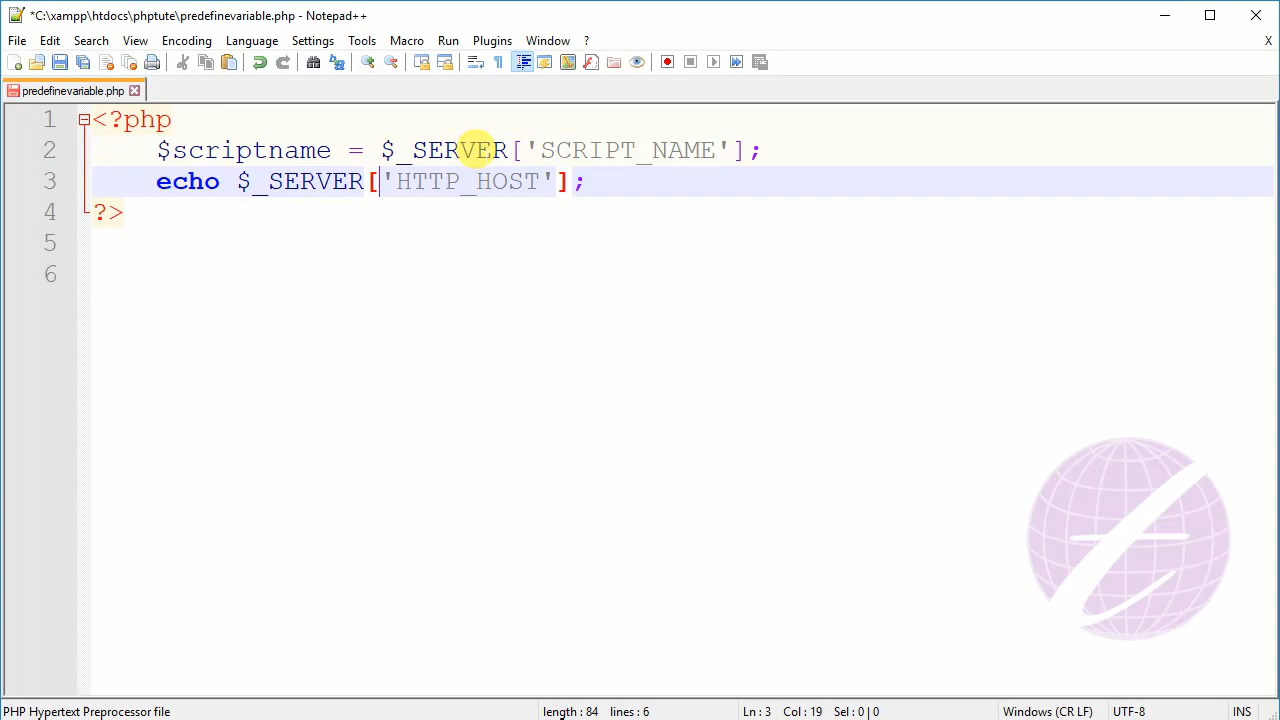 *C:\xampp\htdocs\phptute\predefinevariable.php - Notepad++
File Edit Search View Encoding Language Settings Tools Macro Run Plugins Window ? X
predefinevariable.php
1 <?php
2 $scriptname = $_SERVER['SCRIPT_NAME'];
3 echo $_SERVER['HTTP_HOST'];
4 ?>
5
6
PHP Hypertext Preprocessor file length : 84 lines : 6 Ln : 3 Col : 19 Sel : 0 | 0 Windows (CR LF) UTF-8 INS